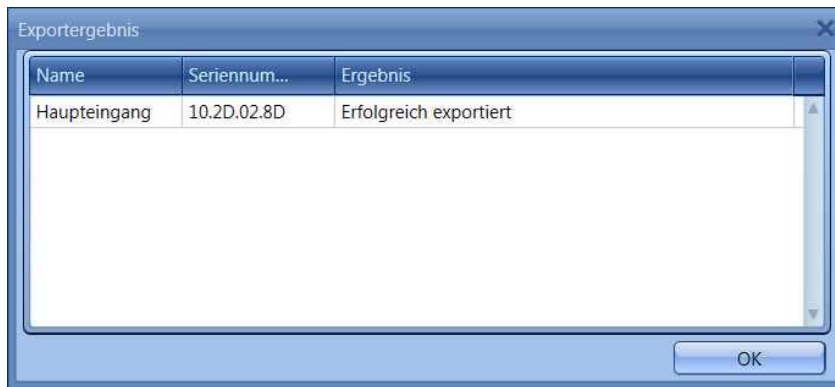 Exportergebnis
Name Seriennum... Ergebnis
Haupteingang 10.2D.02.8D Erfolgreich exportiert
OK